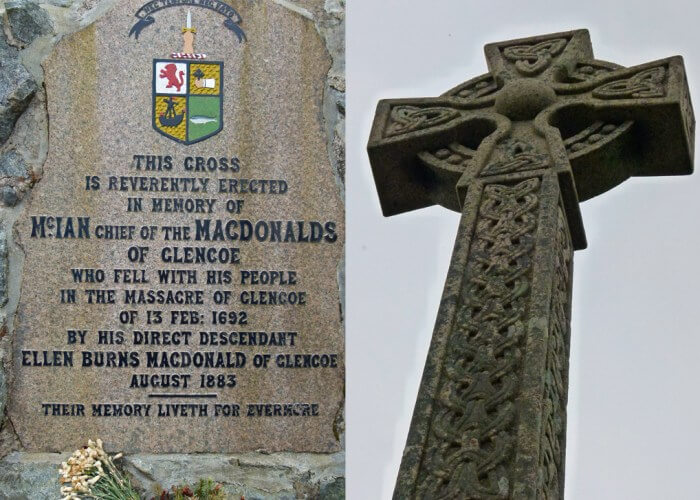 THIS CROSS
IS REVERENTLY ERECTED
IN MEMORY OF
McIAN CHIEF OF THE MACDONALDS
OF GLENCOE
WHO FELL WITH HIS PEOPLE
IN THE MASSACRE OF GLENCOE
OF 13 FEB: 1692
BY HIS DIRECT DESCENDANT
ELLEN BURNS MACDONALD OF GLENCOE
AUGUST 1883
THEIR MEMORY LIVETH FOR EVERMORE